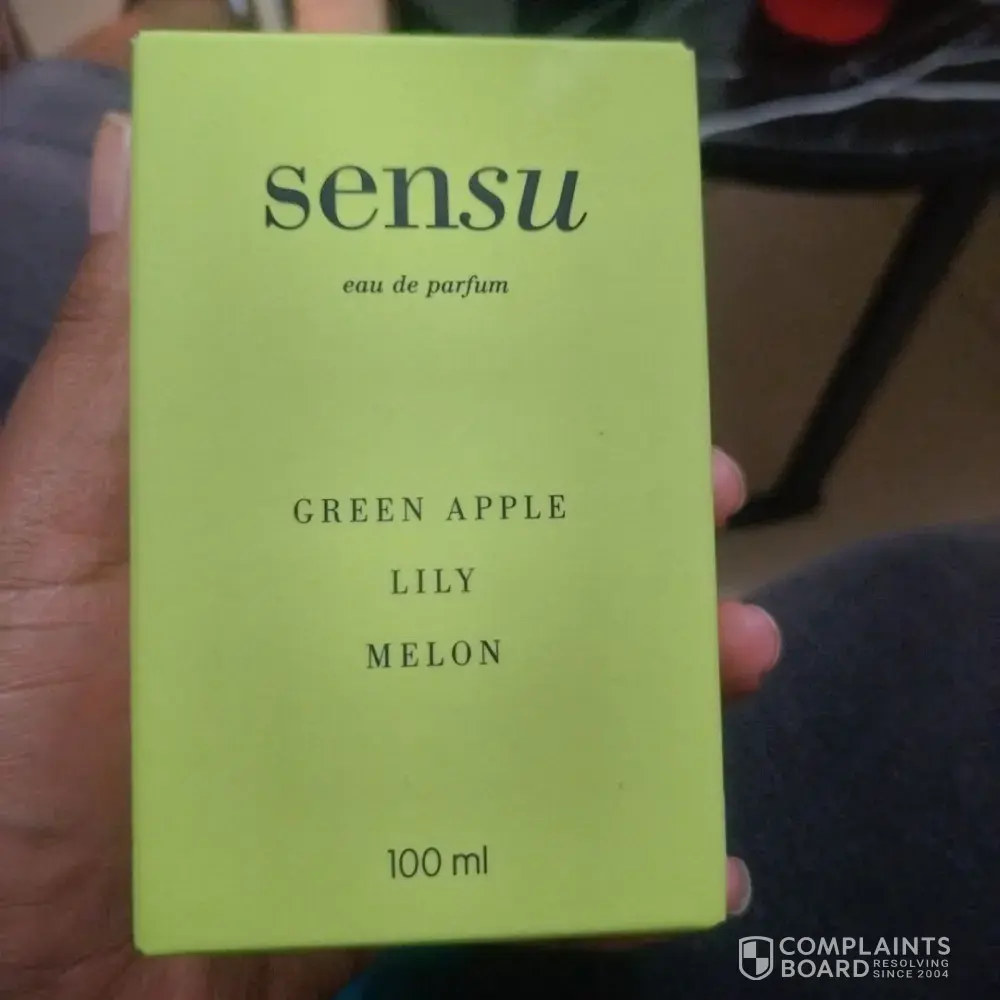 sensu
eau de parfum
GREEN APPLE
LILY
MELON
100 ml
COMPLAINTS
BOARD RESOLVING
SINCE 2004